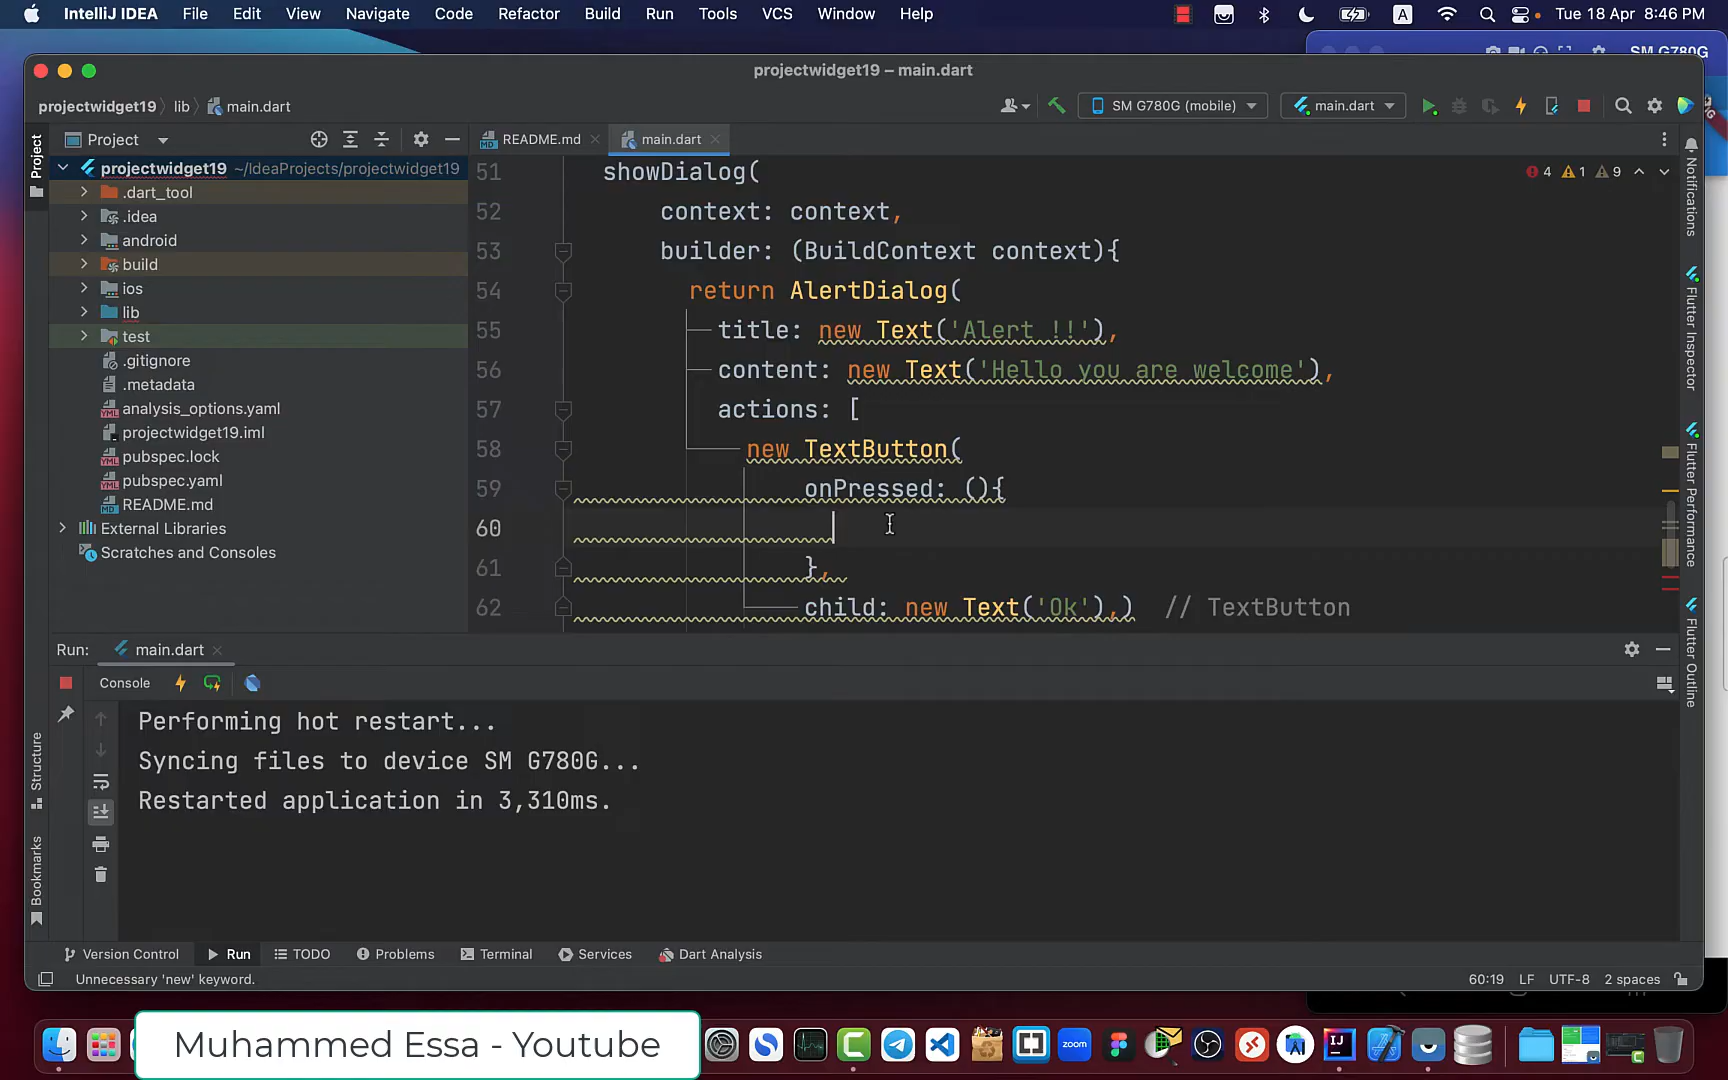 IntelliJ IDEA File Edit View Navigate Code Refactor Build Run Tools VCS Window Help A Tue 18 Apr 8:46 PM
SM G780G
projectwidget19 – main.dart
projectwidget19 lib main.dart SM G780G (mobile) main.dart
Project README.md main.dart
projectwidget19 ~/IdeaProjects/projectwidget19
.dart_tool
.idea
android
build
ios
lib
test
.gitignore
.metadata
analysis_options.yaml
projectwidget19.iml
pubspec.lock
pubspec.yaml
README.md
External Libraries
Scratches and Consoles
51 showDialog(
52 context: context,
53 builder: (BuildContext context){
54 return AlertDialog(
55 title: new Text('Alert !!'),
56 content: new Text('Hello you are welcome'),
57 actions: [
58 new TextButton(
59 onPressed: (){
60
61 },
62 child: new Text('Ok'),) // TextButton
4 1 9
Project
Structure
Bookmarks
Notifications
Flutter Inspector
Flutter Performance
Flutter Outline
Run: main.dart
Console
Performing hot restart...
Syncing files to device SM G780G...
Restarted application in 3,310ms.
Version Control Run TODO Problems Terminal Services Dart Analysis
Unnecessary 'new' keyword. 60:19 LF UTF-8 2 spaces
Muhammed Essa - Youtube
zoom
IJ